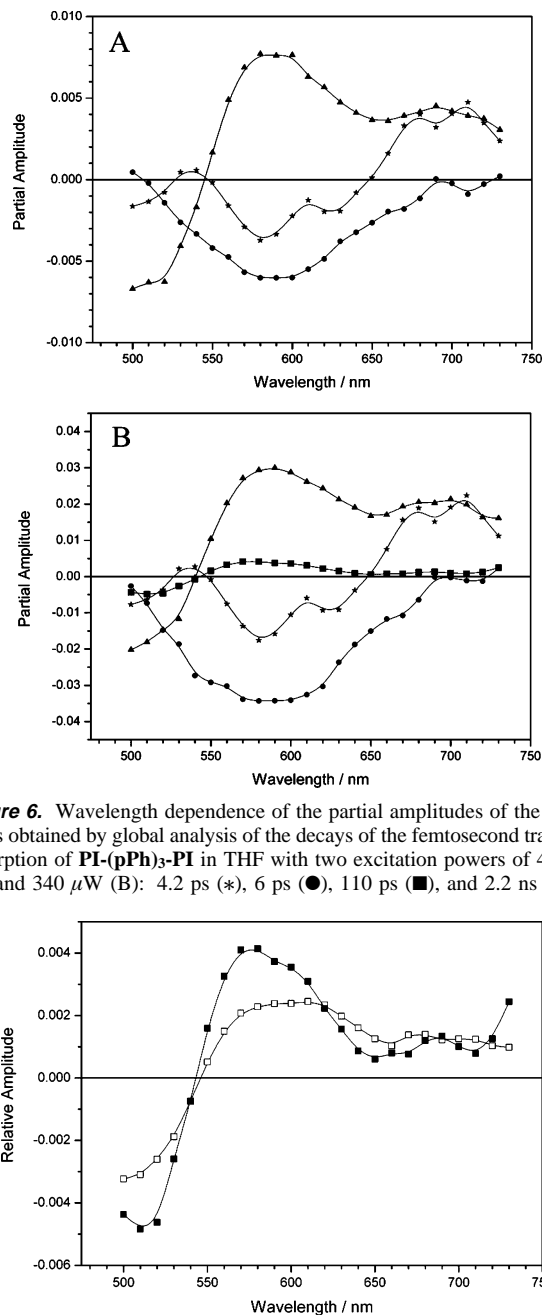 A
0.010
0.005
0.000
-0.005
-0.010
Partial Amplitude
500 550 600 650 700 750
Wavelength / nm
B
0.04
0.03
0.02
0.01
0.00
-0.01
-0.02
-0.03
-0.04
Partial Amplitude
500 550 600 650 700 750
Wavelength / nm
ure 6. Wavelength dependence of the partial amplitudes of the
s obtained by global analysis of the decays of the femtosecond tra
orption of PI-(pPh)₃-PI in THF with two excitation powers of 4
and 340 μW (B): 4.2 ps (*), 6 ps (●), 110 ps (■), and 2.2 ns
0.004
0.002
0.000
-0.002
-0.004
-0.006
Relative Amplitude
500 550 600 650 700 75
Wavelength / nm